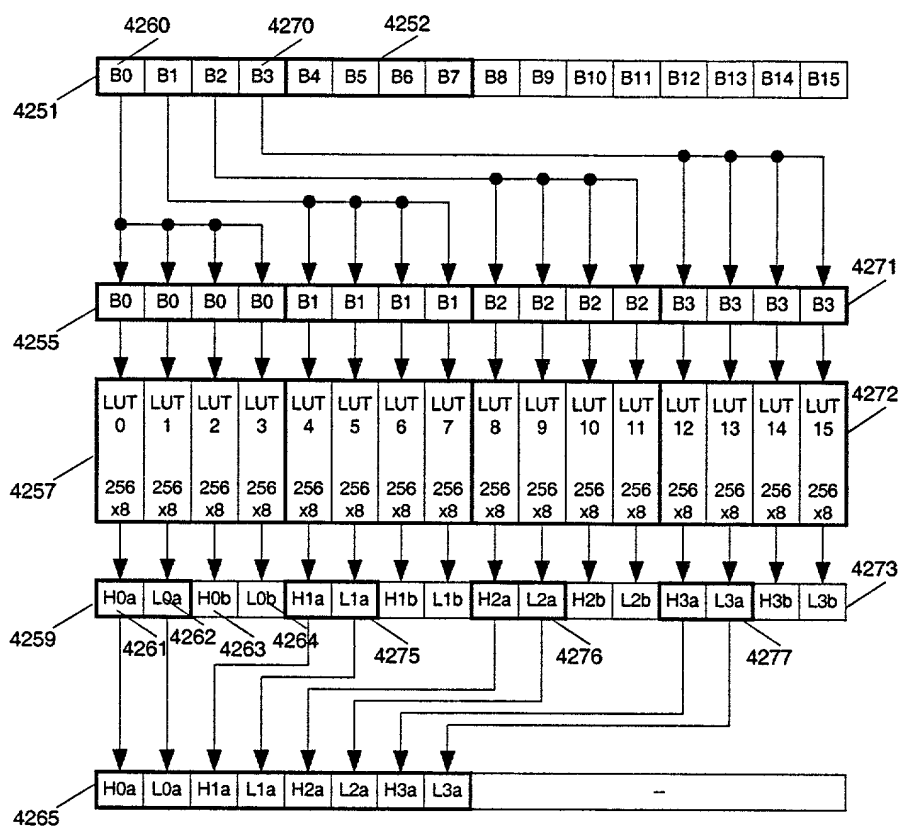 4260 4270 4252
B0 B1 B2 B3 B4 B5 B6 B7 B8 B9 B10 B11 B12 B13 B14 B15
4251
4271
B0 B0 B0 B0 B1 B1 B1 B1 B2 B2 B2 B2 B3 B3 B3 B3
4255
LUT LUT LUT LUT LUT LUT LUT LUT LUT LUT LUT LUT LUT LUT LUT LUT 4272
0 1 2 3 4 5 6 7 8 9 10 11 12 13 14 15
4257
256 256 256 256 256 256 256 256 256 256 256 256 256 256 256 256
x8 x8 x8 x8 x8 x8 x8 x8 x8 x8 x8 x8 x8 x8 x8 x8
4273
H0a L0a H0b L0b H1a L1a H1b L1b H2a L2a H2b L2b H3a L3a H3b L3b
4259
4261 4262 4263 4264 4275 4276 4277
H0a L0a H1a L1a H2a L2a H3a L3a –
4265